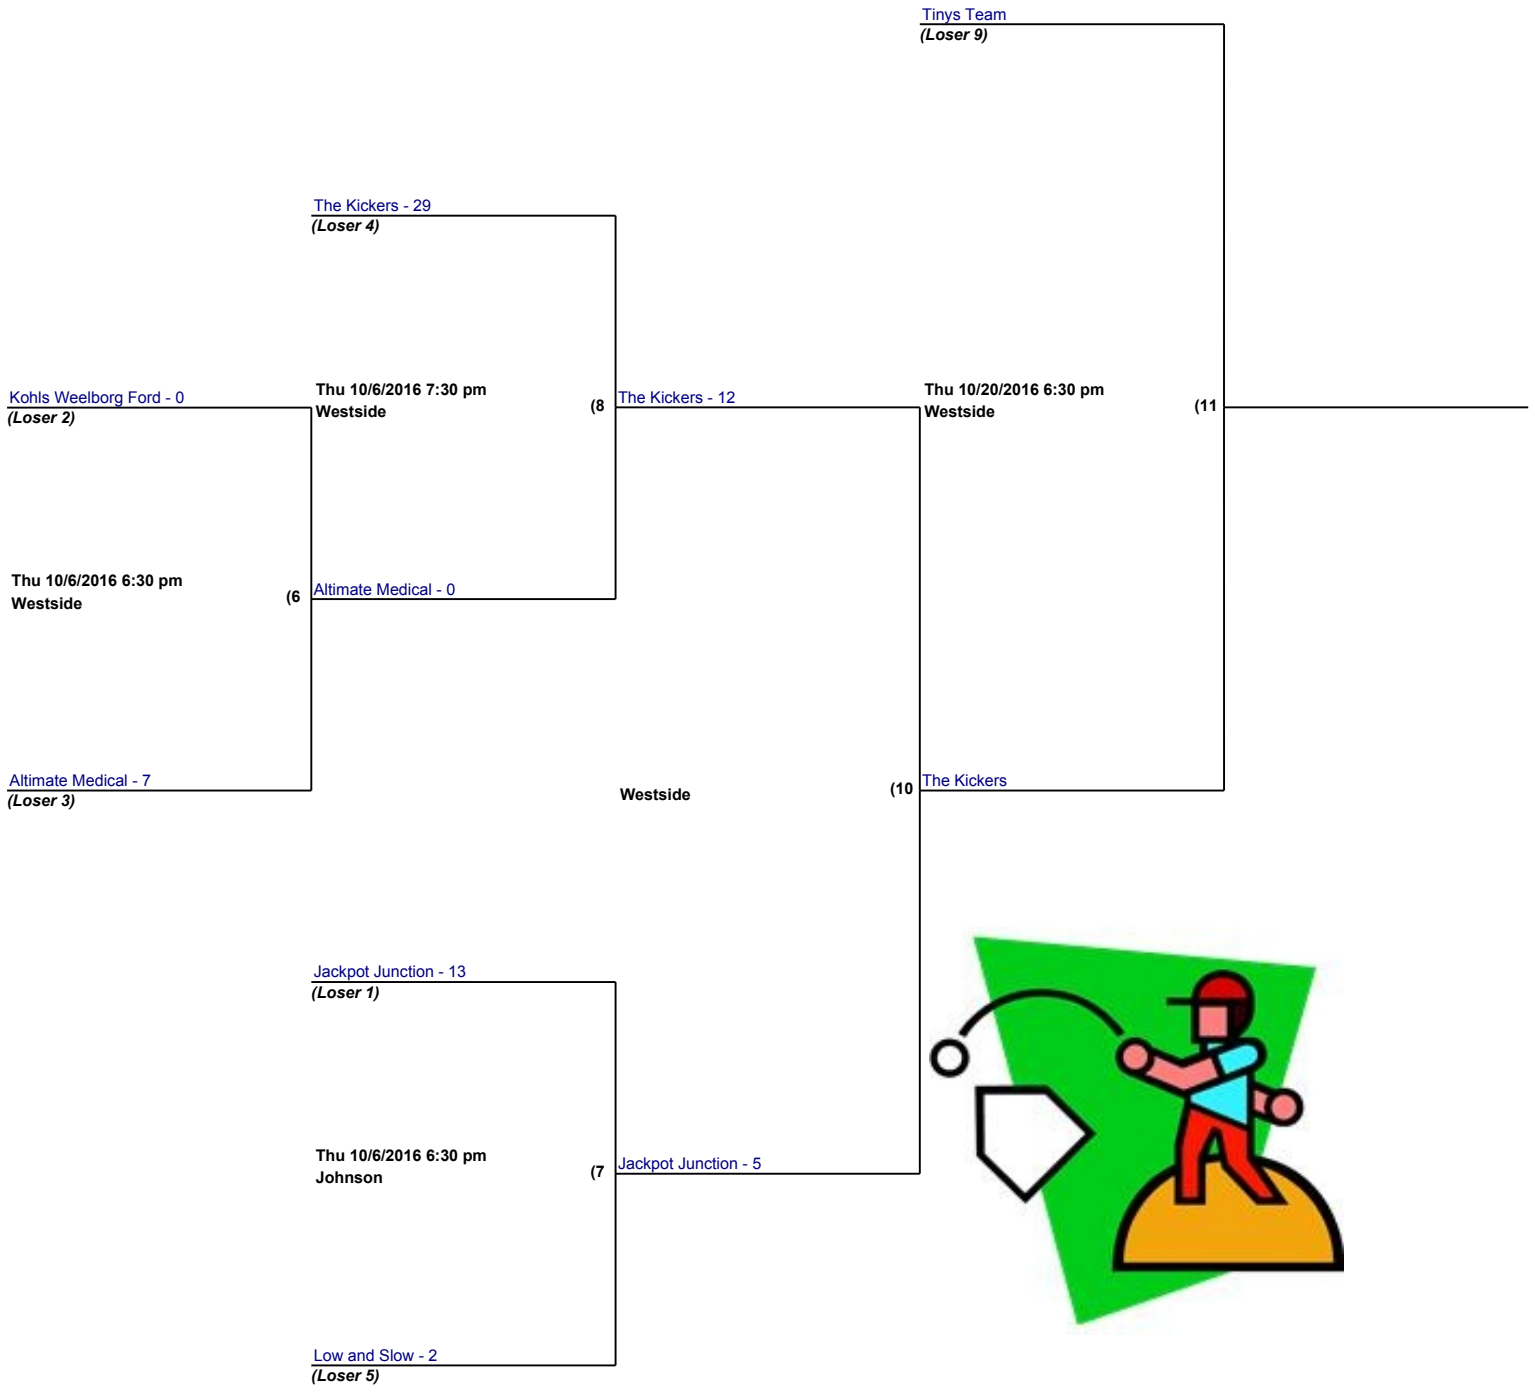 Tinys Team
(Loser 9)
The Kickers - 29
(Loser 4)
Thu 10/6/2016 7:30 pm
Westside
(8
Kohls Weelborg Ford - 0
(Loser 2)
The Kickers - 12
Thu 10/20/2016 6:30 pm
Westside
(11
Thu 10/6/2016 6:30 pm
Westside
(6
Altimate Medical - 0
Altimate Medical - 7
(Loser 3)
Westside
(10
The Kickers
Jackpot Junction - 13
(Loser 1)
Thu 10/6/2016 6:30 pm
Johnson
(7
Jackpot Junction - 5
Low and Slow - 2
(Loser 5)